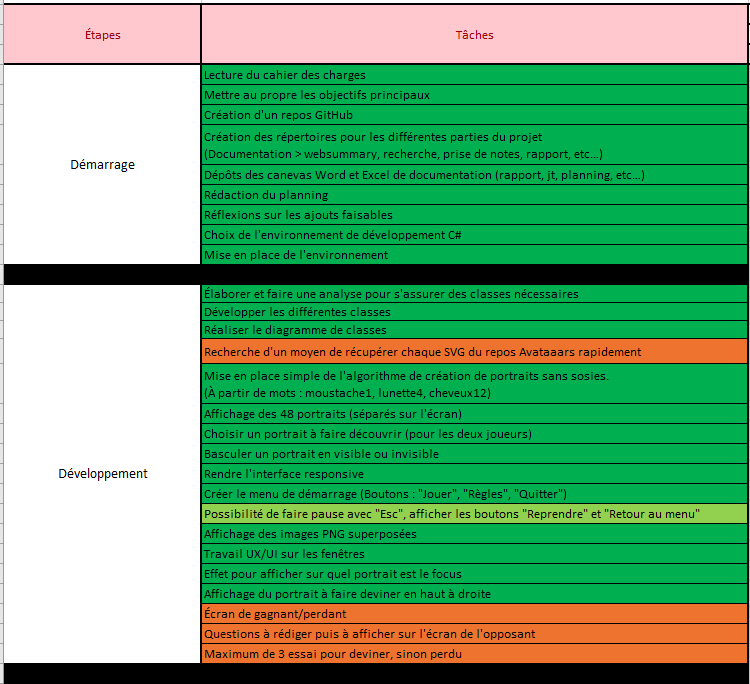 Étapes
Tâches
Démarrage
Lecture du cahier des charges
Mettre au propre les objectifs principaux
Création d'un repos GitHub
Création des répertoires pour les différentes parties du projet
(Documentation > websummary, recherche, prise de notes, rapport, etc…)
Dépôts des canevas Word et Excel de documentation (rapport, jt, planning, etc…)
Rédaction du planning
Réflexions sur les ajouts faisables
Choix de l'environnement de développement C#
Mise en place de l'environnement
Développement
Élaborer et faire une analyse pour s'assurer des classes nécessaires
Développer les différentes classes
Réaliser le diagramme de classes
Recherche d'un moyen de récupérer chaque SVG du repos Avataaars rapidement
Mise en place simple de l'algorithme de création de portraits sans sosies.
(À partir de mots : moustache1, lunette4, cheveux12)
Affichage des 48 portraits (séparés sur l'écran)
Choisir un portrait à faire découvrir (pour les deux joueurs)
Basculer un portrait en visible ou invisible
Rendre l'interface responsive
Créer le menu de démarrage (Boutons : "Jouer", "Règles", "Quitter")
Possibilité de faire pause avec "Esc", afficher les boutons "Reprendre" et "Retour au menu"
Affichage des images PNG superposées
Travail UX/UI sur les fenêtres
Effet pour afficher sur quel portrait est le focus
Affichage du portrait à faire deviner en haut à droite
Écran de gagnant/perdant
Questions à rédiger puis à afficher sur l'écran de l'opposant
Maximum de 3 essai pour deviner, sinon perdu